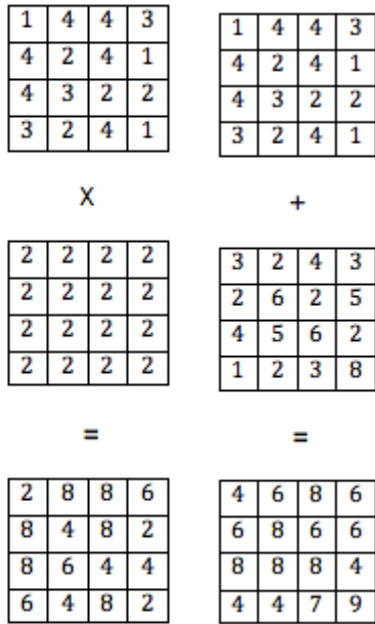 1 4 4 3
4 2 4 1
4 3 2 2
3 2 4 1
X
2 2 2 2
2 2 2 2
2 2 2 2
2 2 2 2
=
2 8 8 6
8 4 8 2
8 6 4 4
6 4 8 2
1 4 4 3
4 2 4 1
4 3 2 2
3 2 4 1
+
3 2 4 3
2 6 2 5
4 5 6 2
1 2 3 8
=
4 6 8 6
6 8 6 6
8 8 8 4
4 4 7 9